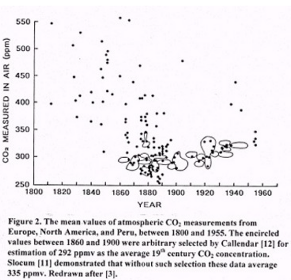 550
500
450
400
350
300
250
CO₂ MEASURED IN AIR (ppm)
1800 1820 1840 1860 1880 1900 1920 1940 1960
YEAR
Figure 2. The mean values of atmospheric CO₂ measurements from
Europe, North America, and Peru, between 1800 and 1955. The encircled
values between 1860 and 1900 were arbitrary selected by Callendar [12] for
estimation of 292 ppmv as the average 19th century CO₂ concentration.
Slocum [11] demonstrated that without such selection these data average
335 ppmv. Redrawn after [3].